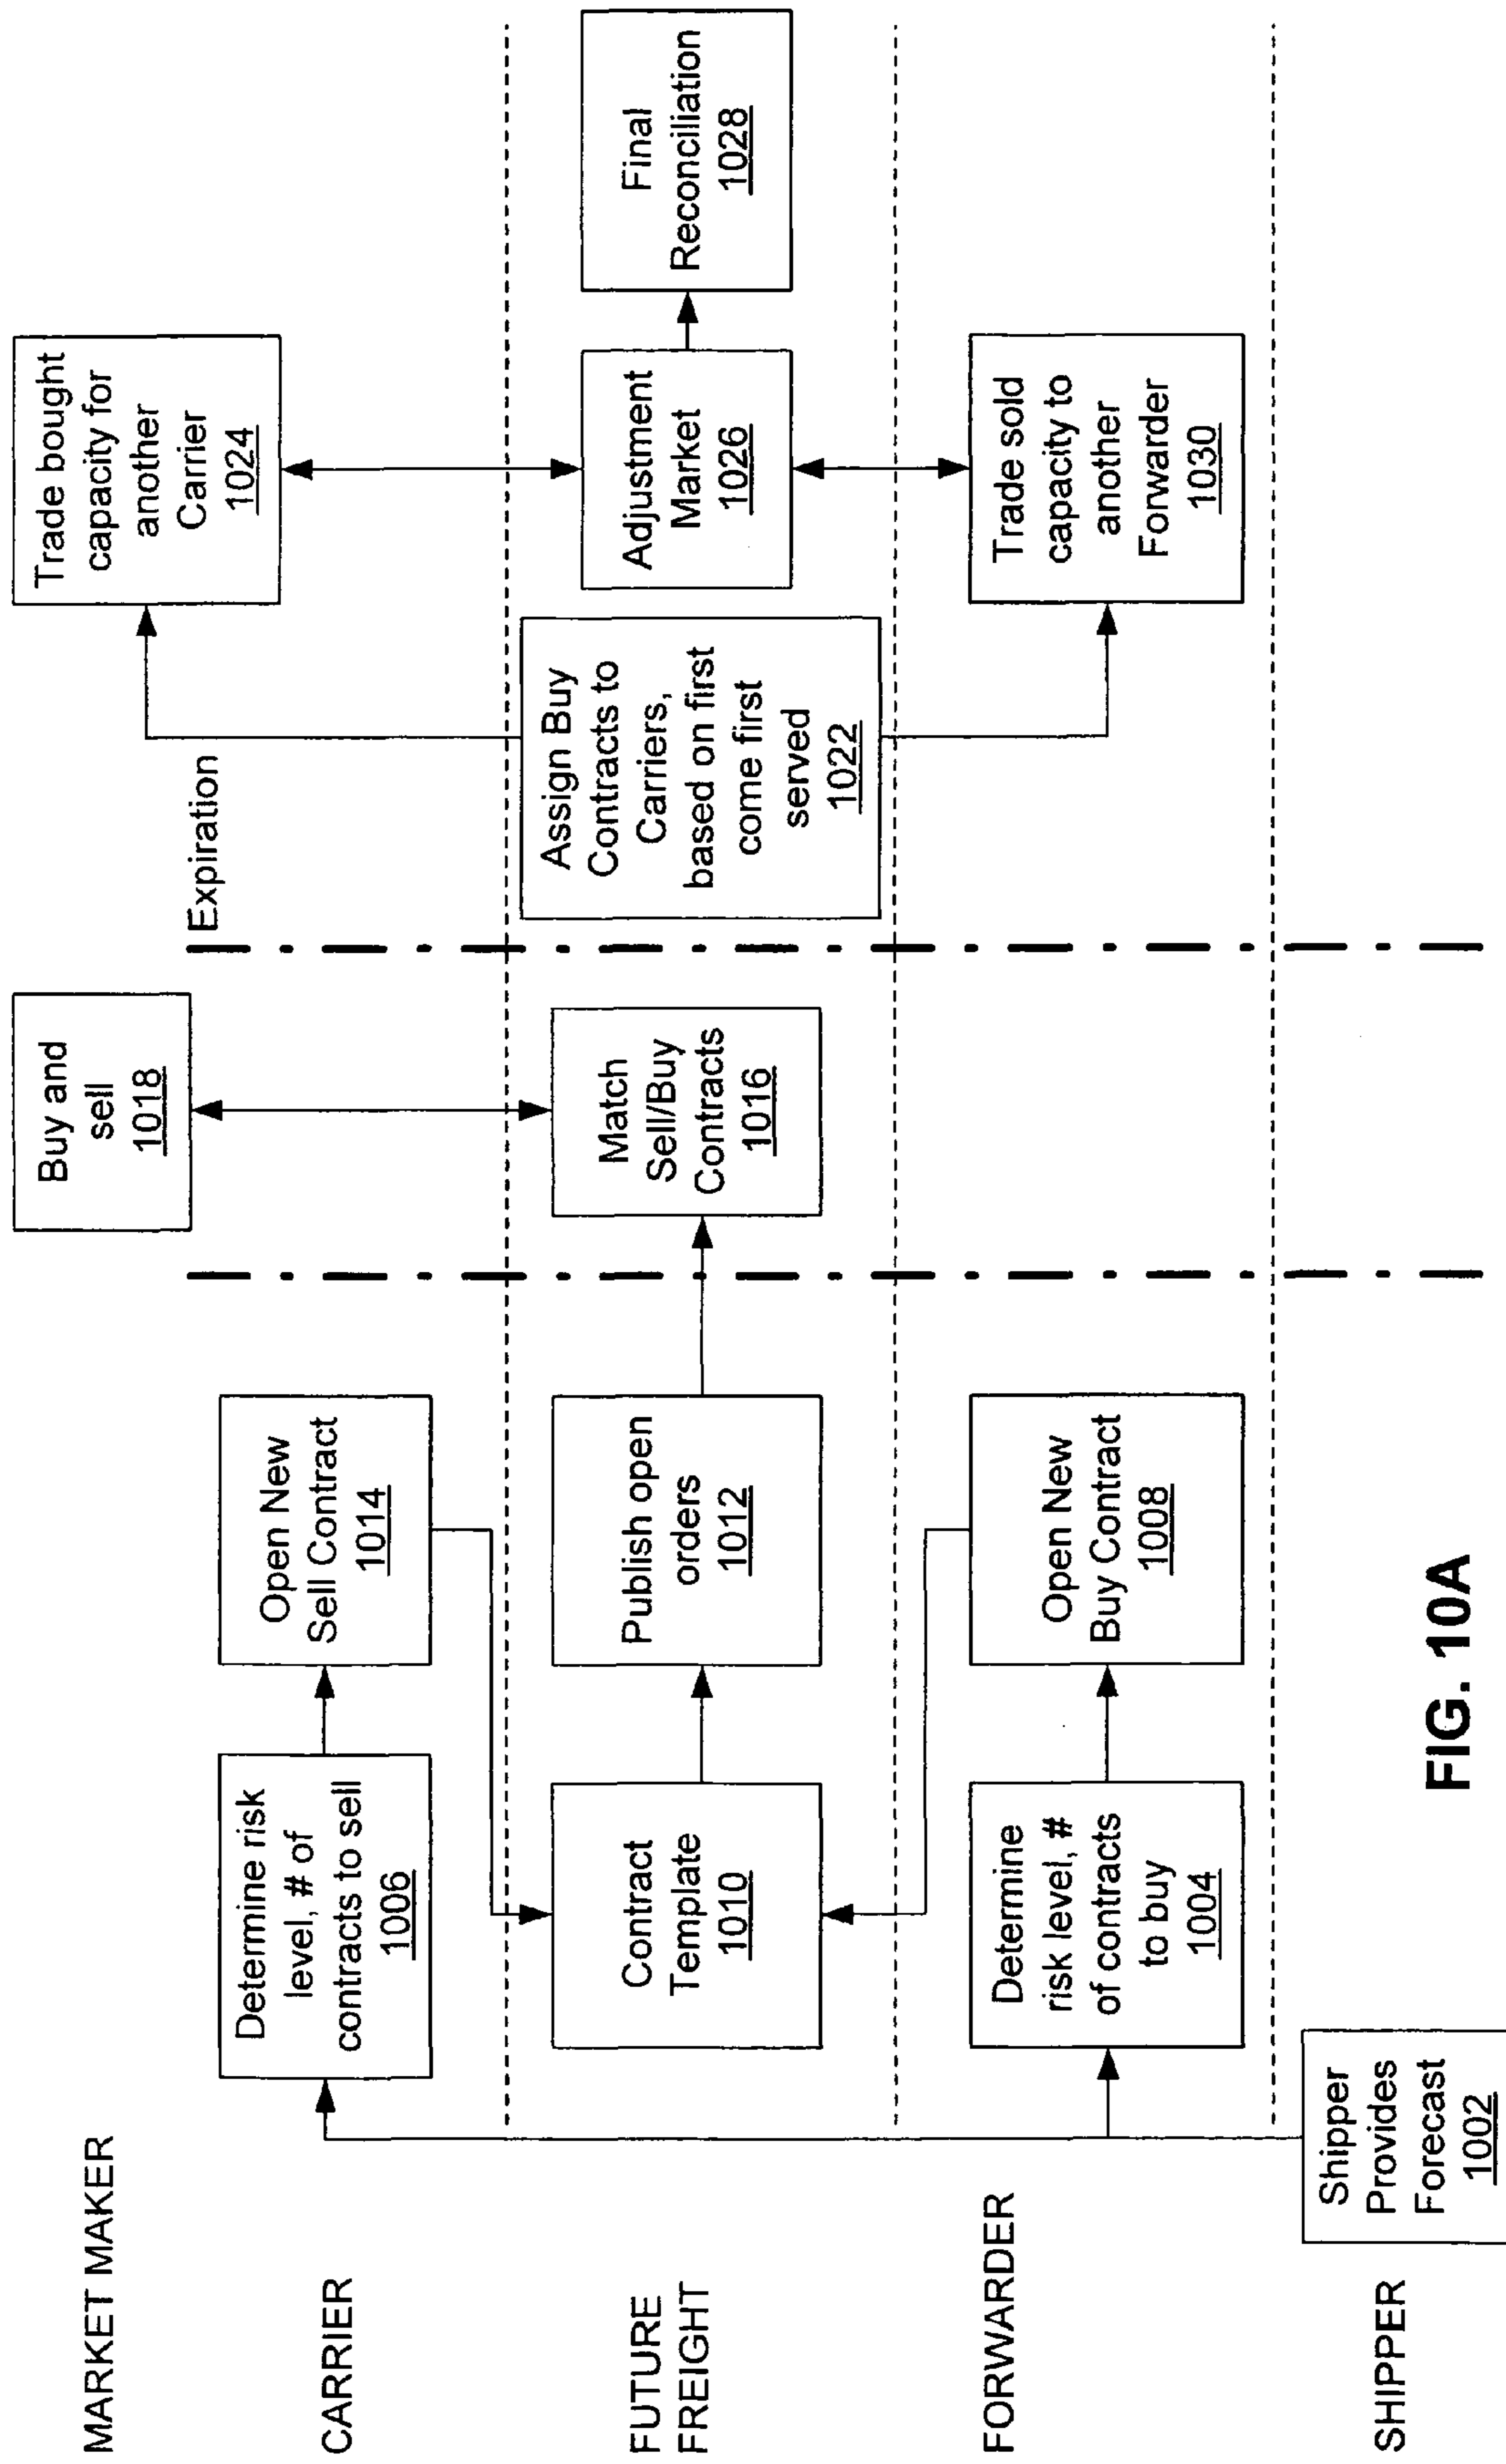 MARKET MAKER
Buy and
sell
1018
Trade bought
capacity for
another
Carrier
1024
Expiration
CARRIER
Determine risk
level, # of
contracts to sell
1006
Open New
Sell Contract
1014
FUTURE
FREIGHT
Contract
Template
1010
Publish open
orders
1012
Match
Sell/Buy
Contracts
1016
Assign Buy
Contracts to
Carriers,
based on first
come first
served
1022
Adjustment
Market
1026
Final
Reconciliation
1028
FORWARDER
Determine
risk level, #
of contracts
to buy
1004
Open New
Buy Contract
1008
Trade sold
capacity to
another
Forwarder
1030
SHIPPER
Shipper
Provides
Forecast
1002
FIG. 10A